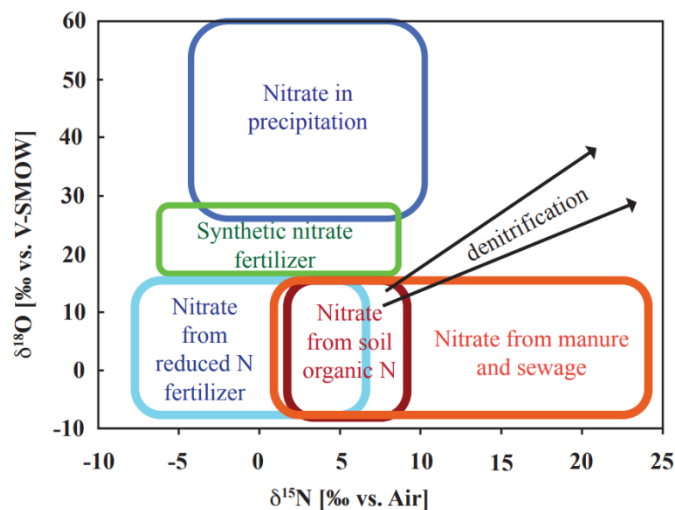 60
50
40
30
20
10
0
-10
δ¹⁸O [‰ vs. V-SMOW]
Nitrate in
precipitation
Synthetic nitrate
fertilizer
denitrification
Nitrate
from
reduced N
fertilizer
Nitrate
from soil
organic N
Nitrate from manure
and sewage
-10
-5
0
5
10
15
20
25
δ¹⁵N [‰ vs. Air]